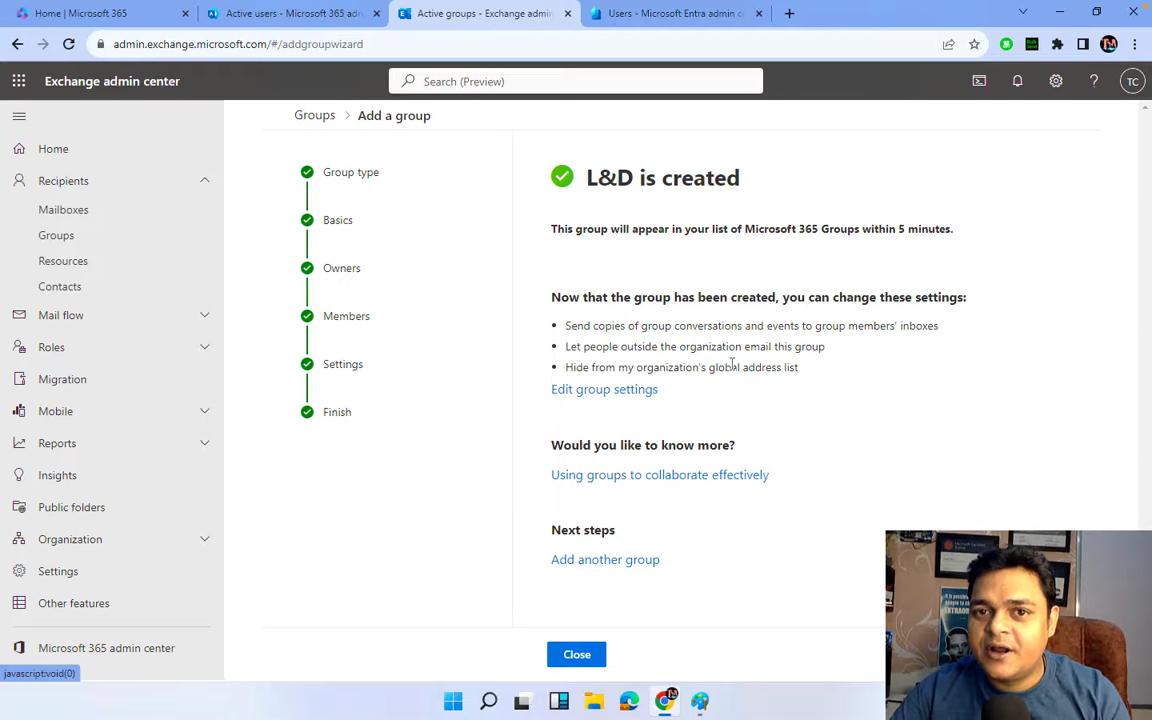 Home | Microsoft 365
Active users - Microsoft 365 adm
Active groups - Exchange admin
Users - Microsoft Entra admin ce
admin.exchange.microsoft.com/#/addgroupwizard
Exchange admin center
Search (Preview)
TC
Groups > Add a group
Home
Recipients
Mailboxes
Groups
Resources
Contacts
Mail flow
Roles
Migration
Mobile
Reports
Insights
Public folders
Organization
Settings
Other features
Microsoft 365 admin center
javascript:void(0)
Group type
Basics
Owners
Members
Settings
Finish
L&D is created
This group will appear in your list of Microsoft 365 Groups within 5 minutes.
Now that the group has been created, you can change these settings:
• Send copies of group conversations and events to group members' inboxes
• Let people outside the organization email this group
• Hide from my organization's global address list
Edit group settings
Would you like to know more?
Using groups to collaborate effectively
Next steps
Add another group
Close